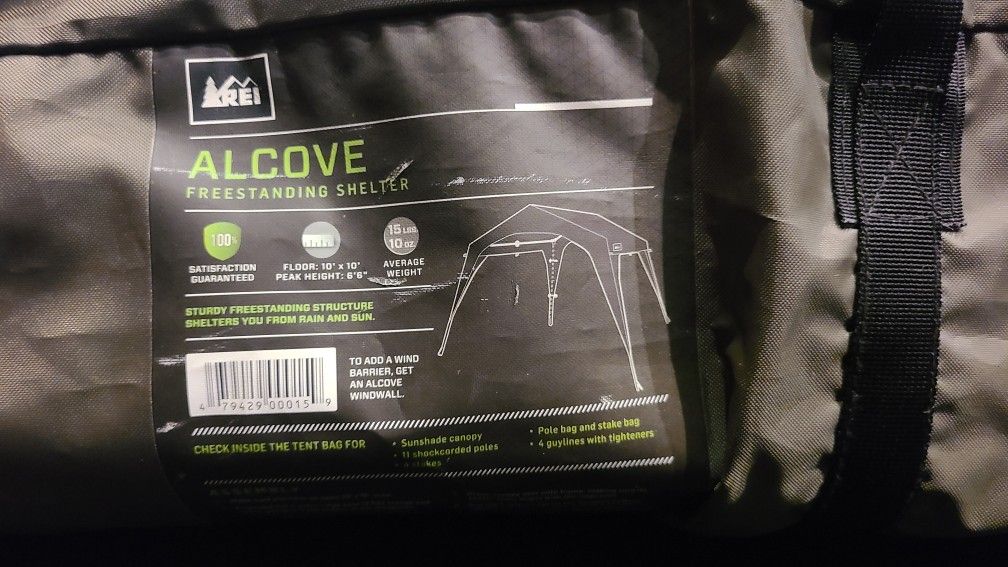 REI
ALCOVE
FREESTANDING SHELTER
100%
SATISFACTION
GUARANTEED
FLOOR: 10' x 10'
PEAK HEIGHT: 6'6"
15 LBS.
10 OZ.
AVERAGE
WEIGHT
STURDY FREESTANDING STRUCTURE
SHELTERS YOU FROM RAIN AND SUN.
4 79429 00015 9
TO ADD A WIND
BARRIER, GET
AN ALCOVE
WINDWALL.
CHECK INSIDE THE TENT BAG FOR
• Sunshade canopy
• 11 shockcorded poles
stakes
• Pole bag and stake bag
• 4 guylines with tighteners
ASSEMBLY